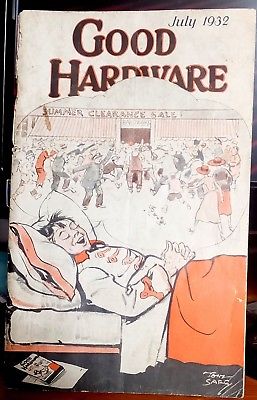 July 1932
GOOD
HARDWARE
SUMMER CLEARANCE SALE!
TONY
SARG